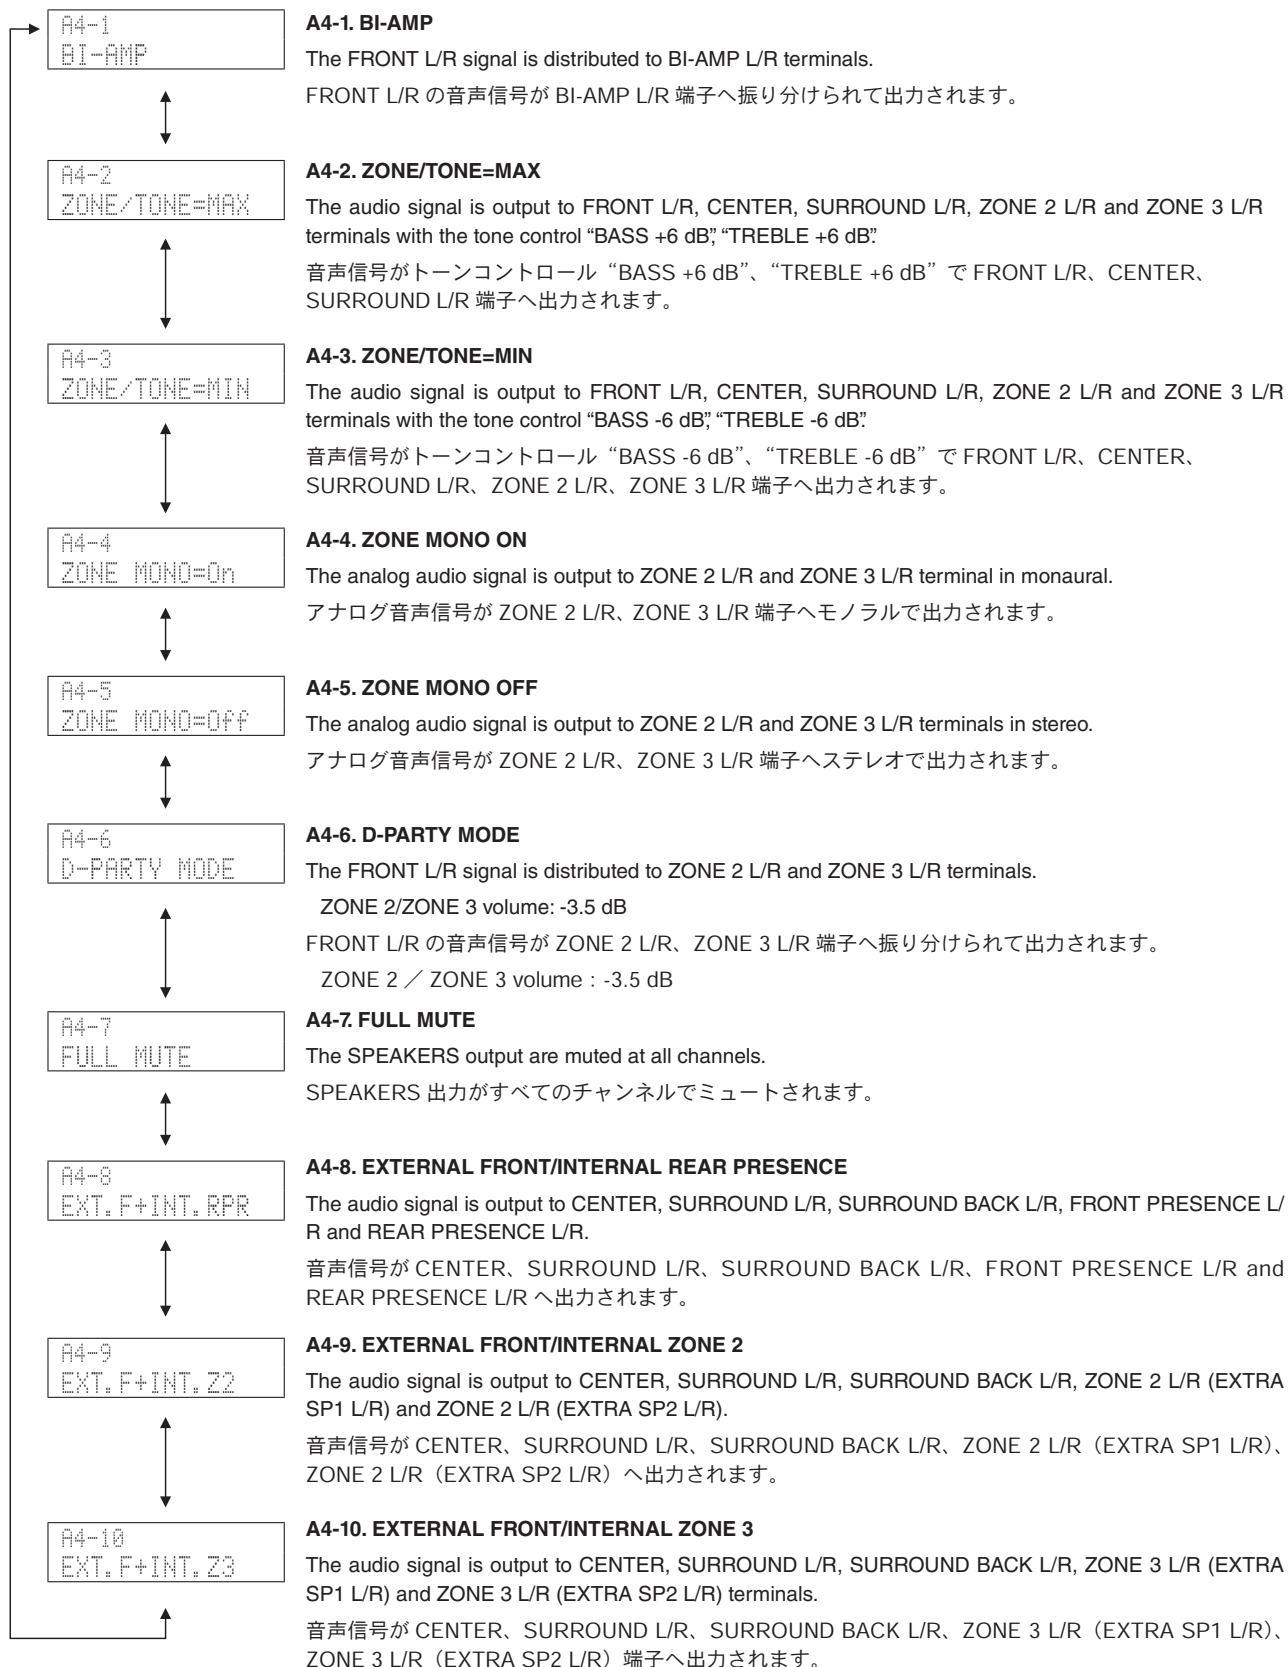 A4-1
BI-AMP
A4-1. BI-AMP
The FRONT L/R signal is distributed to BI-AMP L/R terminals.
FRONT L/R の音声信号が BI-AMP L/R 端子へ振り分けられて出力されます。
A4-2
ZONE/TONE=MAX
A4-2. ZONE/TONE=MAX
The audio signal is output to FRONT L/R, CENTER, SURROUND L/R, ZONE 2 L/R and ZONE 3 L/R
terminals with the tone control “BASS +6 dB”, “TREBLE +6 dB”.
音声信号がトーンコントロール“BASS +6 dB”、“TREBLE +6 dB”で FRONT L/R、CENTER、
SURROUND L/R 端子へ出力されます。
A4-3
ZONE/TONE=MIN
A4-3. ZONE/TONE=MIN
The audio signal is output to FRONT L/R, CENTER, SURROUND L/R, ZONE 2 L/R and ZONE 3 L/R
terminals with the tone control “BASS -6 dB”, “TREBLE -6 dB”.
音声信号がトーンコントロール“BASS -6 dB”、“TREBLE -6 dB”で FRONT L/R、CENTER、
SURROUND L/R、ZONE 2 L/R、ZONE 3 L/R 端子へ出力されます。
A4-4
ZONE MONO=On
A4-4. ZONE MONO ON
The analog audio signal is output to ZONE 2 L/R and ZONE 3 L/R terminal in monaural.
アナログ音声信号が ZONE 2 L/R、ZONE 3 L/R 端子へモノラルで出力されます。
A4-5
ZONE MONO=Off
A4-5. ZONE MONO OFF
The analog audio signal is output to ZONE 2 L/R and ZONE 3 L/R terminals in stereo.
アナログ音声信号が ZONE 2 L/R、ZONE 3 L/R 端子へステレオで出力されます。
A4-6
D-PARTY MODE
A4-6. D-PARTY MODE
The FRONT L/R signal is distributed to ZONE 2 L/R and ZONE 3 L/R terminals.
ZONE 2/ZONE 3 volume: -3.5 dB
FRONT L/R の音声信号が ZONE 2 L/R、ZONE 3 L/R 端子へ振り分けられて出力されます。
ZONE 2 ／ ZONE 3 volume：-3.5 dB
A4-7
FULL MUTE
A4-7. FULL MUTE
The SPEAKERS output are muted at all channels.
SPEAKERS 出力がすべてのチャンネルでミュートされます。
A4-8
EXT.F+INT.RPR
A4-8. EXTERNAL FRONT/INTERNAL REAR PRESENCE
The audio signal is output to CENTER, SURROUND L/R, SURROUND BACK L/R, FRONT PRESENCE L/
R and REAR PRESENCE L/R.
音声信号が CENTER、SURROUND L/R、SURROUND BACK L/R、FRONT PRESENCE L/R and
REAR PRESENCE L/R へ出力されます。
A4-9
EXT.F+INT.Z2
A4-9. EXTERNAL FRONT/INTERNAL ZONE 2
The audio signal is output to CENTER, SURROUND L/R, SURROUND BACK L/R, ZONE 2 L/R (EXTRA
SP1 L/R) and ZONE 2 L/R (EXTRA SP2 L/R).
音声信号が CENTER、SURROUND L/R、SURROUND BACK L/R、ZONE 2 L/R（EXTRA SP1 L/R）、
ZONE 2 L/R（EXTRA SP2 L/R）へ出力されます。
A4-10
EXT.F+INT.Z3
A4-10. EXTERNAL FRONT/INTERNAL ZONE 3
The audio signal is output to CENTER, SURROUND L/R, SURROUND BACK L/R, ZONE 3 L/R (EXTRA
SP1 L/R) and ZONE 3 L/R (EXTRA SP2 L/R) terminals.
音声信号が CENTER、SURROUND L/R、SURROUND BACK L/R、ZONE 3 L/R（EXTRA SP1 L/R）、
ZONE 3 L/R（EXTRA SP2 L/R）端子へ出力されます。